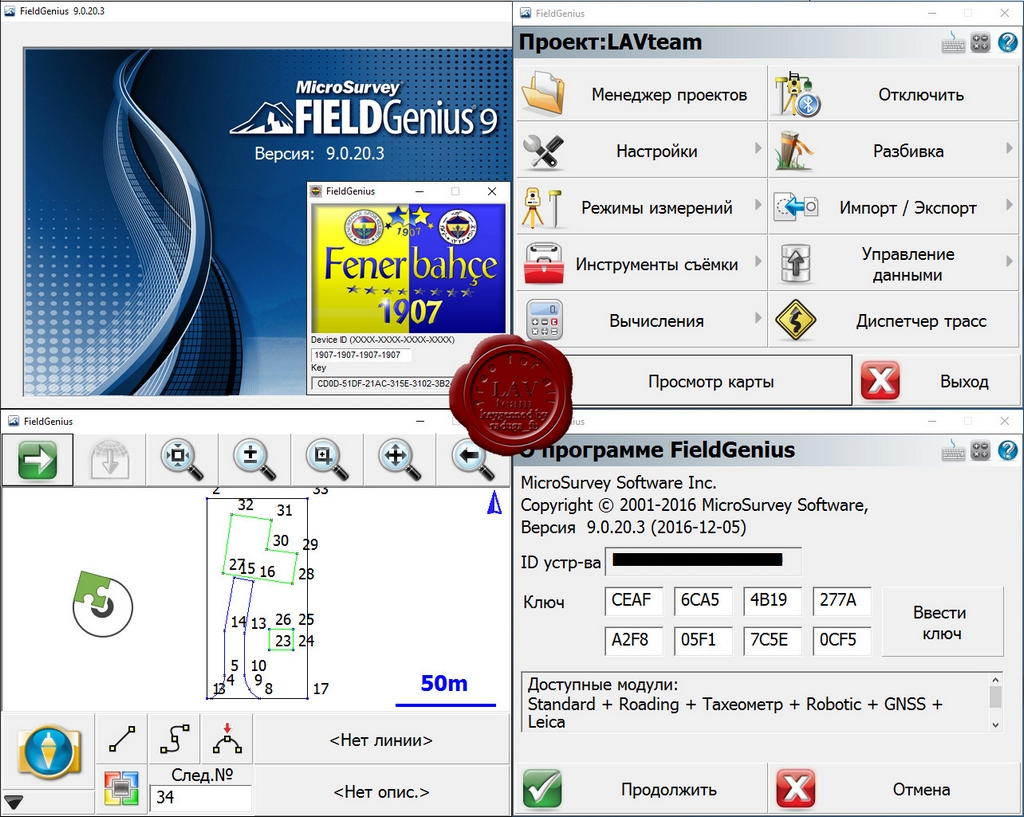 FieldGenius 9.0.20.3
MicroSurvey
FIELDGenius 9
Версия: 9.0.20.3
FieldGenius
1907
Fenerbahçe
1907
Device ID (XXXX-XXXX-XXXX-XXXX)
1907-1907-1907-1907
Key
CD0D-51DF-21AC-315E-3102-3B2
FieldGenius
Проект:LAVteam
Менеджер проектов
Отключить
Настройки
Разбивка
Режимы измерений
Импорт / Экспорт
Инструменты съёмки
Управление
данными
0.
Вычисления
Диспетчер трасс
Просмотр карты
Выход
LAV
team
keygenned by
radusa_fb
FieldGenius
2
33
32
31
30
29
27
15
16
28
14
13
26
25
23
24
5
10
4
9
1
3
8
17
50m
<Нет линии>
След.№
34
<Нет опис.>
О программе FieldGenius
MicroSurvey Software Inc.
Copyright © 2001-2016 MicroSurvey Software,
Версия 9.0.20.3 (2016-12-05)
ID устр-ва
Ключ
CEAF 6CA5 4B19 277A
A2F8 05F1 7C5E 0CF5
Ввести
ключ
Доступные модули:
Standard + Roading + Тахеометр + Robotic + GNSS +
Leica
Продолжить
Отмена